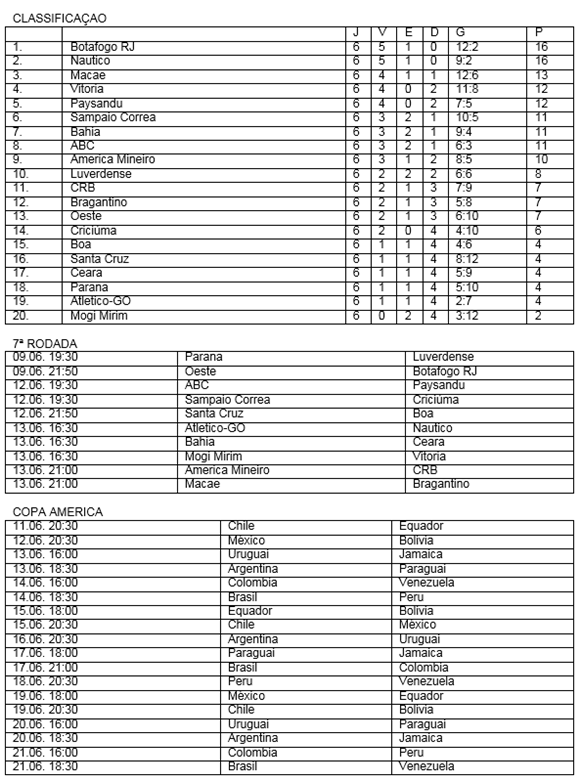 CLASSIFICAÇAO
J V E D G P
1. Botafogo RJ 6 5 1 0 12:2 16
2. Nautico 6 5 1 0 9:2 16
3. Macae 6 4 1 1 12:6 13
4. Vitoria 6 4 0 2 11:8 12
5. Paysandu 6 4 0 2 7:5 12
6. Sampaio Correa 6 3 2 1 10:5 11
7. Bahia 6 3 2 1 9:4 11
8. ABC 6 3 2 1 6:3 11
9. America Mineiro 6 3 1 2 8:5 10
10. Luverdense 6 2 2 2 6:6 8
11. CRB 6 2 1 3 7:9 7
12. Bragantino 6 2 1 3 5:8 7
13. Oeste 6 2 1 3 6:10 7
14. Criciúma 6 2 0 4 4:10 6
15. Boa 6 1 1 4 4:6 4
16. Santa Cruz 6 1 1 4 8:12 4
17. Ceara 6 1 1 4 5:9 4
18. Parana 6 1 1 4 5:10 4
19. Atletico-GO 6 1 1 4 2:7 4
20. Mogi Mirim 6 0 2 4 3:12 2
7ª RODADA
09.06. 19:30 Parana Luverdense
09.06. 21:50 Oeste Botafogo RJ
12.06. 19:30 ABC Paysandu
12.06. 19:30 Sampaio Correa Criciúma
12.06. 21:50 Santa Cruz Boa
13.06. 16:30 Atletico-GO Nautico
13.06. 16:30 Bahia Ceara
13.06. 16:30 Mogi Mirim Vitoria
13.06. 21:00 America Mineiro CRB
13.06. 21:00 Macae Bragantino
COPA AMERICA
11.06. 20:30 Chile Equador
12.06. 20:30 México Bolivia
13.06. 16:00 Uruguai Jamaica
13.06. 18:30 Argentina Paraguai
14.06. 16:00 Colombia Venezuela
14.06. 18:30 Brasil Peru
15.06. 18:00 Equador Bolivia
15.06. 20:30 Chile México
16.06. 20:30 Argentina Uruguai
17.06. 18:00 Paraguai Jamaica
17.06. 21:00 Brasil Colombia
18.06. 20:30 Peru Venezuela
19.06. 18:00 México Equador
19.06. 20:30 Chile Bolivia
20.06. 16:00 Uruguai Paraguai
20.06. 18:30 Argentina Jamaica
21.06. 16:00 Colombia Peru
21.06. 18:30 Brasil Venezuela